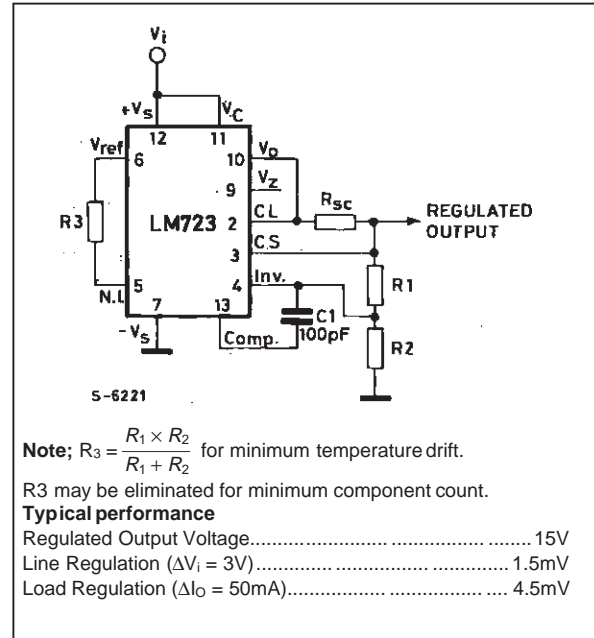 Vi
+Vs VC
12 11
Vref 6 10 Vo
9 Vz
R3 LM723 2 CL Rsc REGULATED
OUTPUT
3 CS
N.I. 5 4 Inv. R1
7 13 C1
100pF
-Vs Comp. R2
S-6221
Note; R3 = R1 × R2 / R1 + R2 for minimum temperature drift.
R3 may be eliminated for minimum component count.
Typical performance
Regulated Output Voltage................................................. 15V
Line Regulation (ΔVi = 3V)................................................ 1.5mV
Load Regulation (ΔIO = 50mA)........................................ 4.5mV